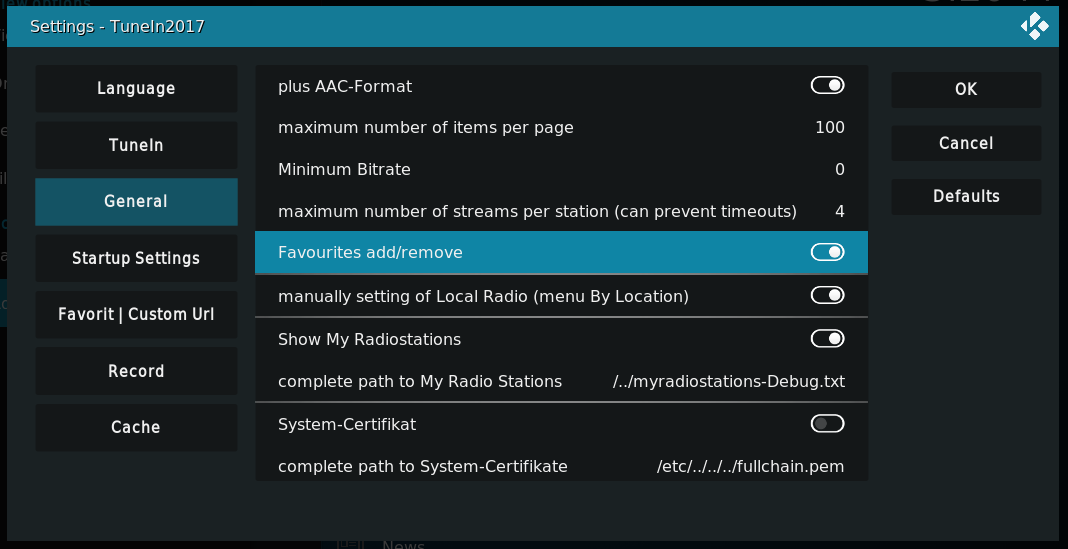 Settings - TuneIn2017
Language
TuneIn
General
Startup Settings
Favorit | Custom Url
Record
Cache
plus AAC-Format
maximum number of items per page 100
Minimum Bitrate 0
maximum number of streams per station (can prevent timeouts) 4
Favourites add/remove
manually setting of Local Radio (menu By Location)
Show My Radiostations
complete path to My Radio Stations /../myradiostations-Debug.txt
System-Certifikat
complete path to System-Certifikate /etc/../../../fullchain.pem
OK
Cancel
Defaults
News